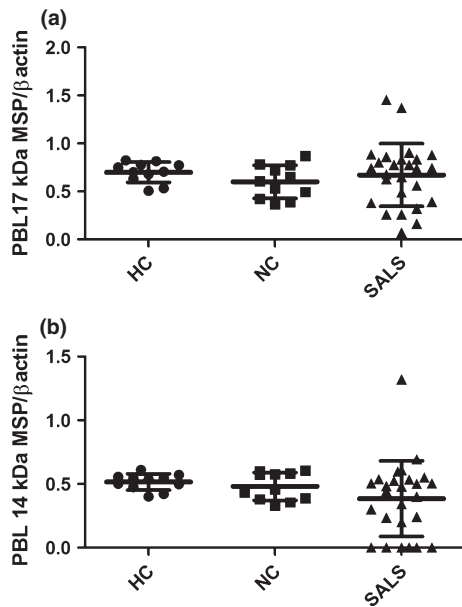 (a)
PBL17 kDa MSP/βactin
2.0
1.5
1.0
0.5
0.0
HC
NC
SALS
(b)
PBL 14 kDa MSP/βactin
1.5
1.0
0.5
0.0
HC
NC
SALS